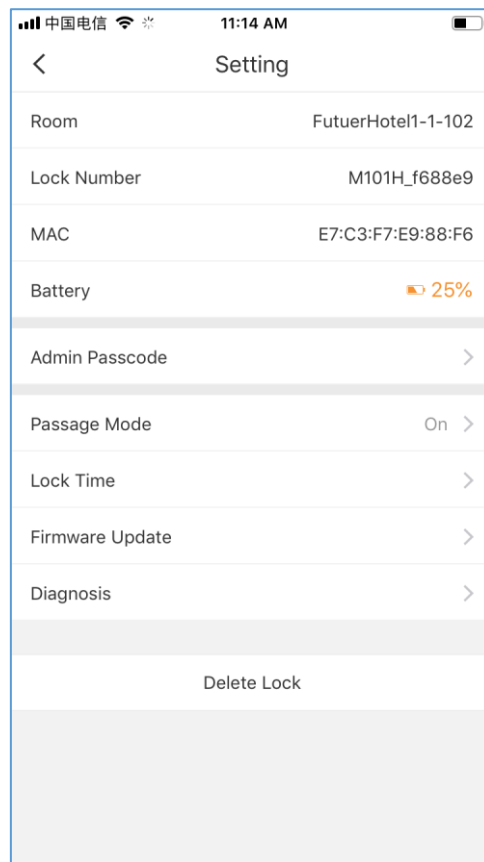 中国电信 11:14 AM
Setting
Room FutuerHotel1-1-102
Lock Number M101H_f688e9
MAC E7:C3:F7:E9:88:F6
Battery 25%
Admin Passcode
Passage Mode On
Lock Time
Firmware Update
Diagnosis
Delete Lock